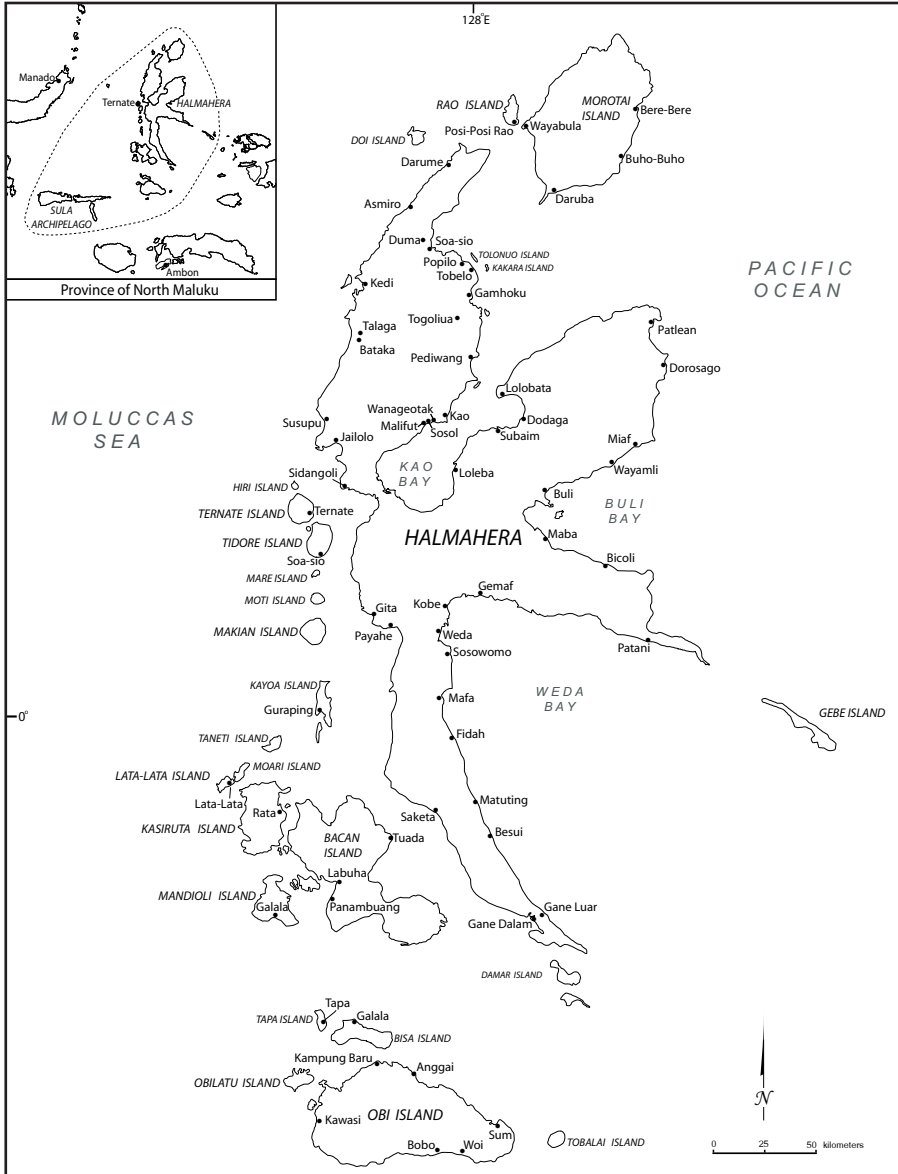 128°E
Manado
Ternate
HALMAHERA
SULA
ARCHIPELAGO
Ambon
Province of North Maluku
RAO ISLAND
MOROTAI
ISLAND
Bere-Bere
Posi-Posi Rao
Wayabula
DOI ISLAND
Buho-Buho
Darume
Daruba
Asmiro
Duma
Soa-sio
TOLONUO ISLAND
Popilo
KAKARA ISLAND
Tobelo
PACIFIC
OCEAN
Kedi
Gamhoku
Togoliua
Talaga
Bataka
Patlean
Pediwang
Dorosago
Lolobata
MOLUCCAS
SEA
Wanageotak
Kao
Susupu
Malifut
Sosol
Dodaga
Subaim
Jailolo
Miaf
KAO
BAY
Loleba
Wayamli
Sidangoli
HIRI ISLAND
Buli
BULI
BAY
TERNATE ISLAND
Ternate
TIDORE ISLAND
HALMAHERA
Maba
Soa-sio
Bicoli
MARE ISLAND
Gemaf
MOTI ISLAND
Kobe
Gita
MAKIAN ISLAND
Payahe
Weda
Patani
Sosowomo
KAYOA ISLAND
WEDA
BAY
Mafa
Guraping
0°
GEBE ISLAND
Fidah
TANETI ISLAND
MOARI ISLAND
LATA-LATA ISLAND
Lata-Lata
Matuting
Rata
Saketa
KASIRUTA ISLAND
BACAN
ISLAND
Tuada
Besui
Labuha
MANDIOLI ISLAND
Galala
Panambuang
Gane Luar
Gane Dalam
DAMAR ISLAND
Tapa
TAPA ISLAND
Galala
BISA ISLAND
Kampung Baru
Anggai
OBILATU ISLAND
N
OBI ISLAND
Kawasi
Sum
Bobo
Woi
TOBALAI ISLAND
0 25 50 kilometers